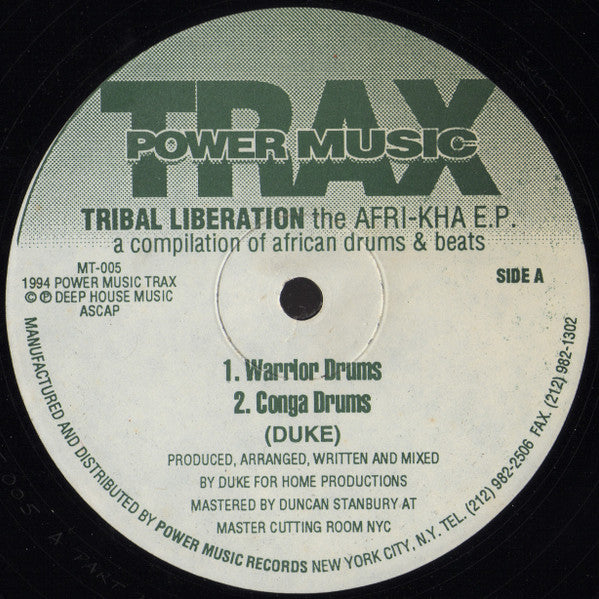 TRAX
POWER MUSIC
TRIBAL LIBERATION the AFRI-KHA E.P.
a compilation of african drums & beats
MT-005
1994 POWER MUSIC TRAX
© ℗ DEEP HOUSE MUSIC
ASCAP
SIDE A
1. Warrior Drums
2. Conga Drums
(DUKE)
PRODUCED, ARRANGED, WRITTEN AND MIXED
BY DUKE FOR HOME PRODUCTIONS
MASTERED BY DUNCAN STANBURY AT
MASTER CUTTING ROOM NYC
MANUFACTURED AND DISTRIBUTED BY POWER MUSIC RECORDS NEW YORK CITY, N.Y. TEL. (212) 982-2506 FAX. (212) 982-1302